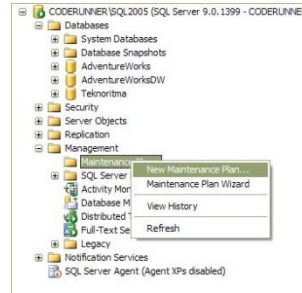 CODERUNNER\SQL2005 (SQL Server 9.0.1399 - CODERUNNE
Databases
System Databases
Database Snapshots
AdventureWorks
AdventureWorksDW
Teknoritma
Security
Server Objects
Replication
Management
Maintenance
New Maintenance Plan...
SQL Server
Maintenance Plan Wizard
Activity Mon
Database M
View History
Distributed T
Full-Text Se
Refresh
Legacy
Notification Services
SQL Server Agent (Agent XPs disabled)